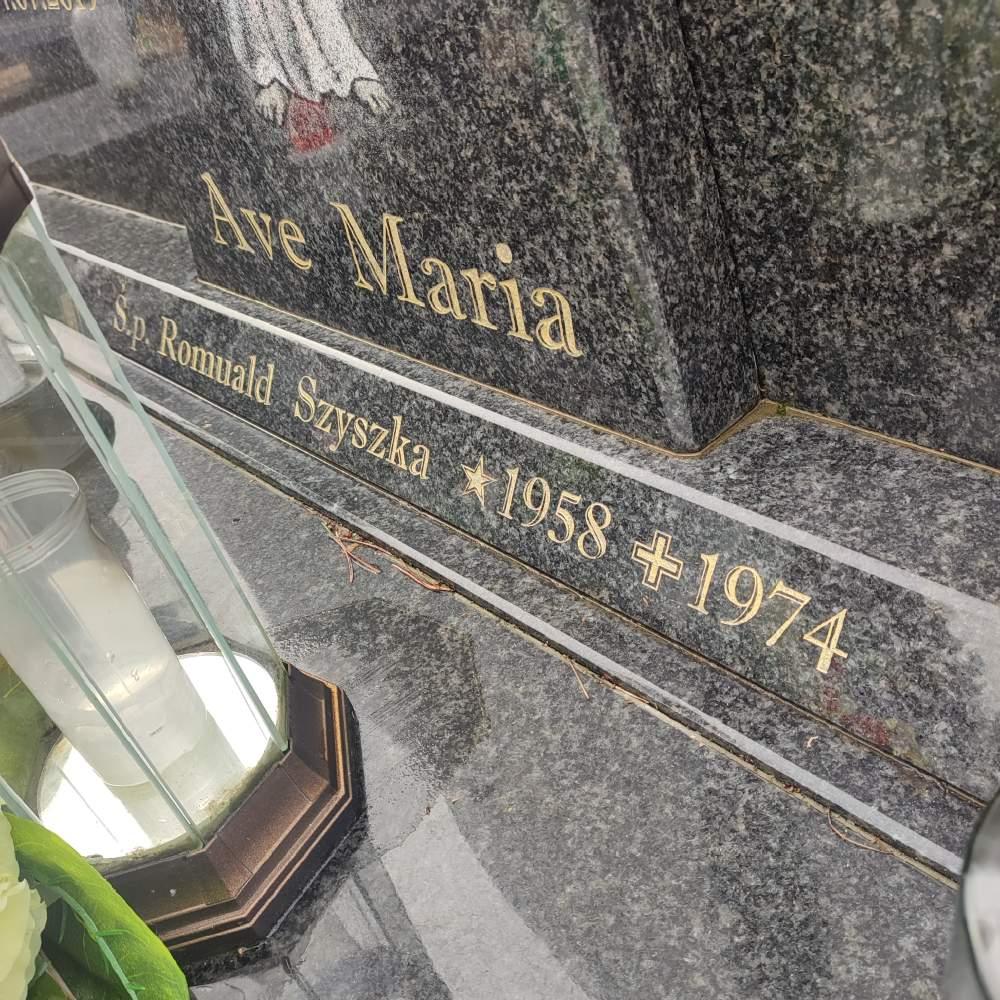 Ave Maria
Ś.p. Romuald Szyszka ★ 1958 ✝ 1974